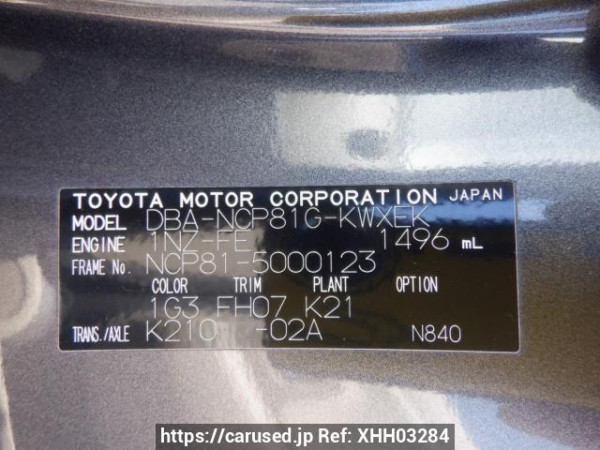 TOYOTA MOTOR CORPORATION JAPAN
MODEL DBA-NCP81G-KWXEK
ENGINE 1NZ-FE 1496 mL
FRAME No. NCP81-5000123
COLOR TRIM PLANT OPTION
1G3 FH07 K21
TRANS./AXLE K210 -02A N840
https://carused.jp Ref: XHH03284